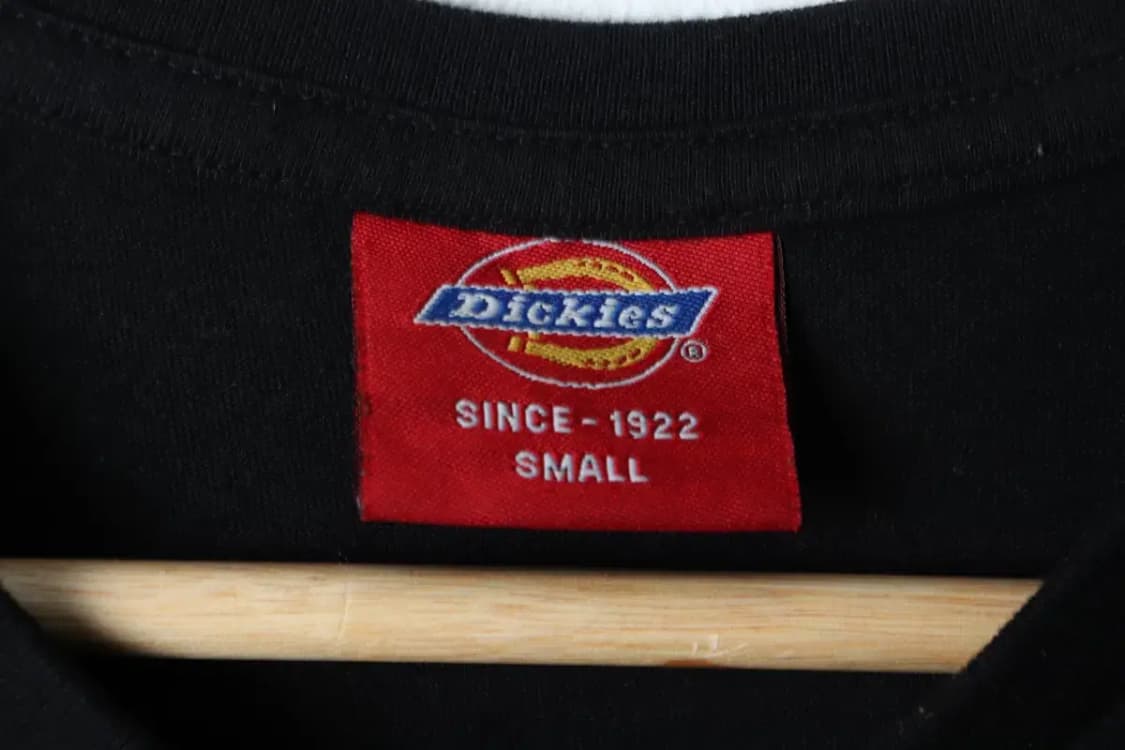 Dickies
®
SINCE - 1922
SMALL